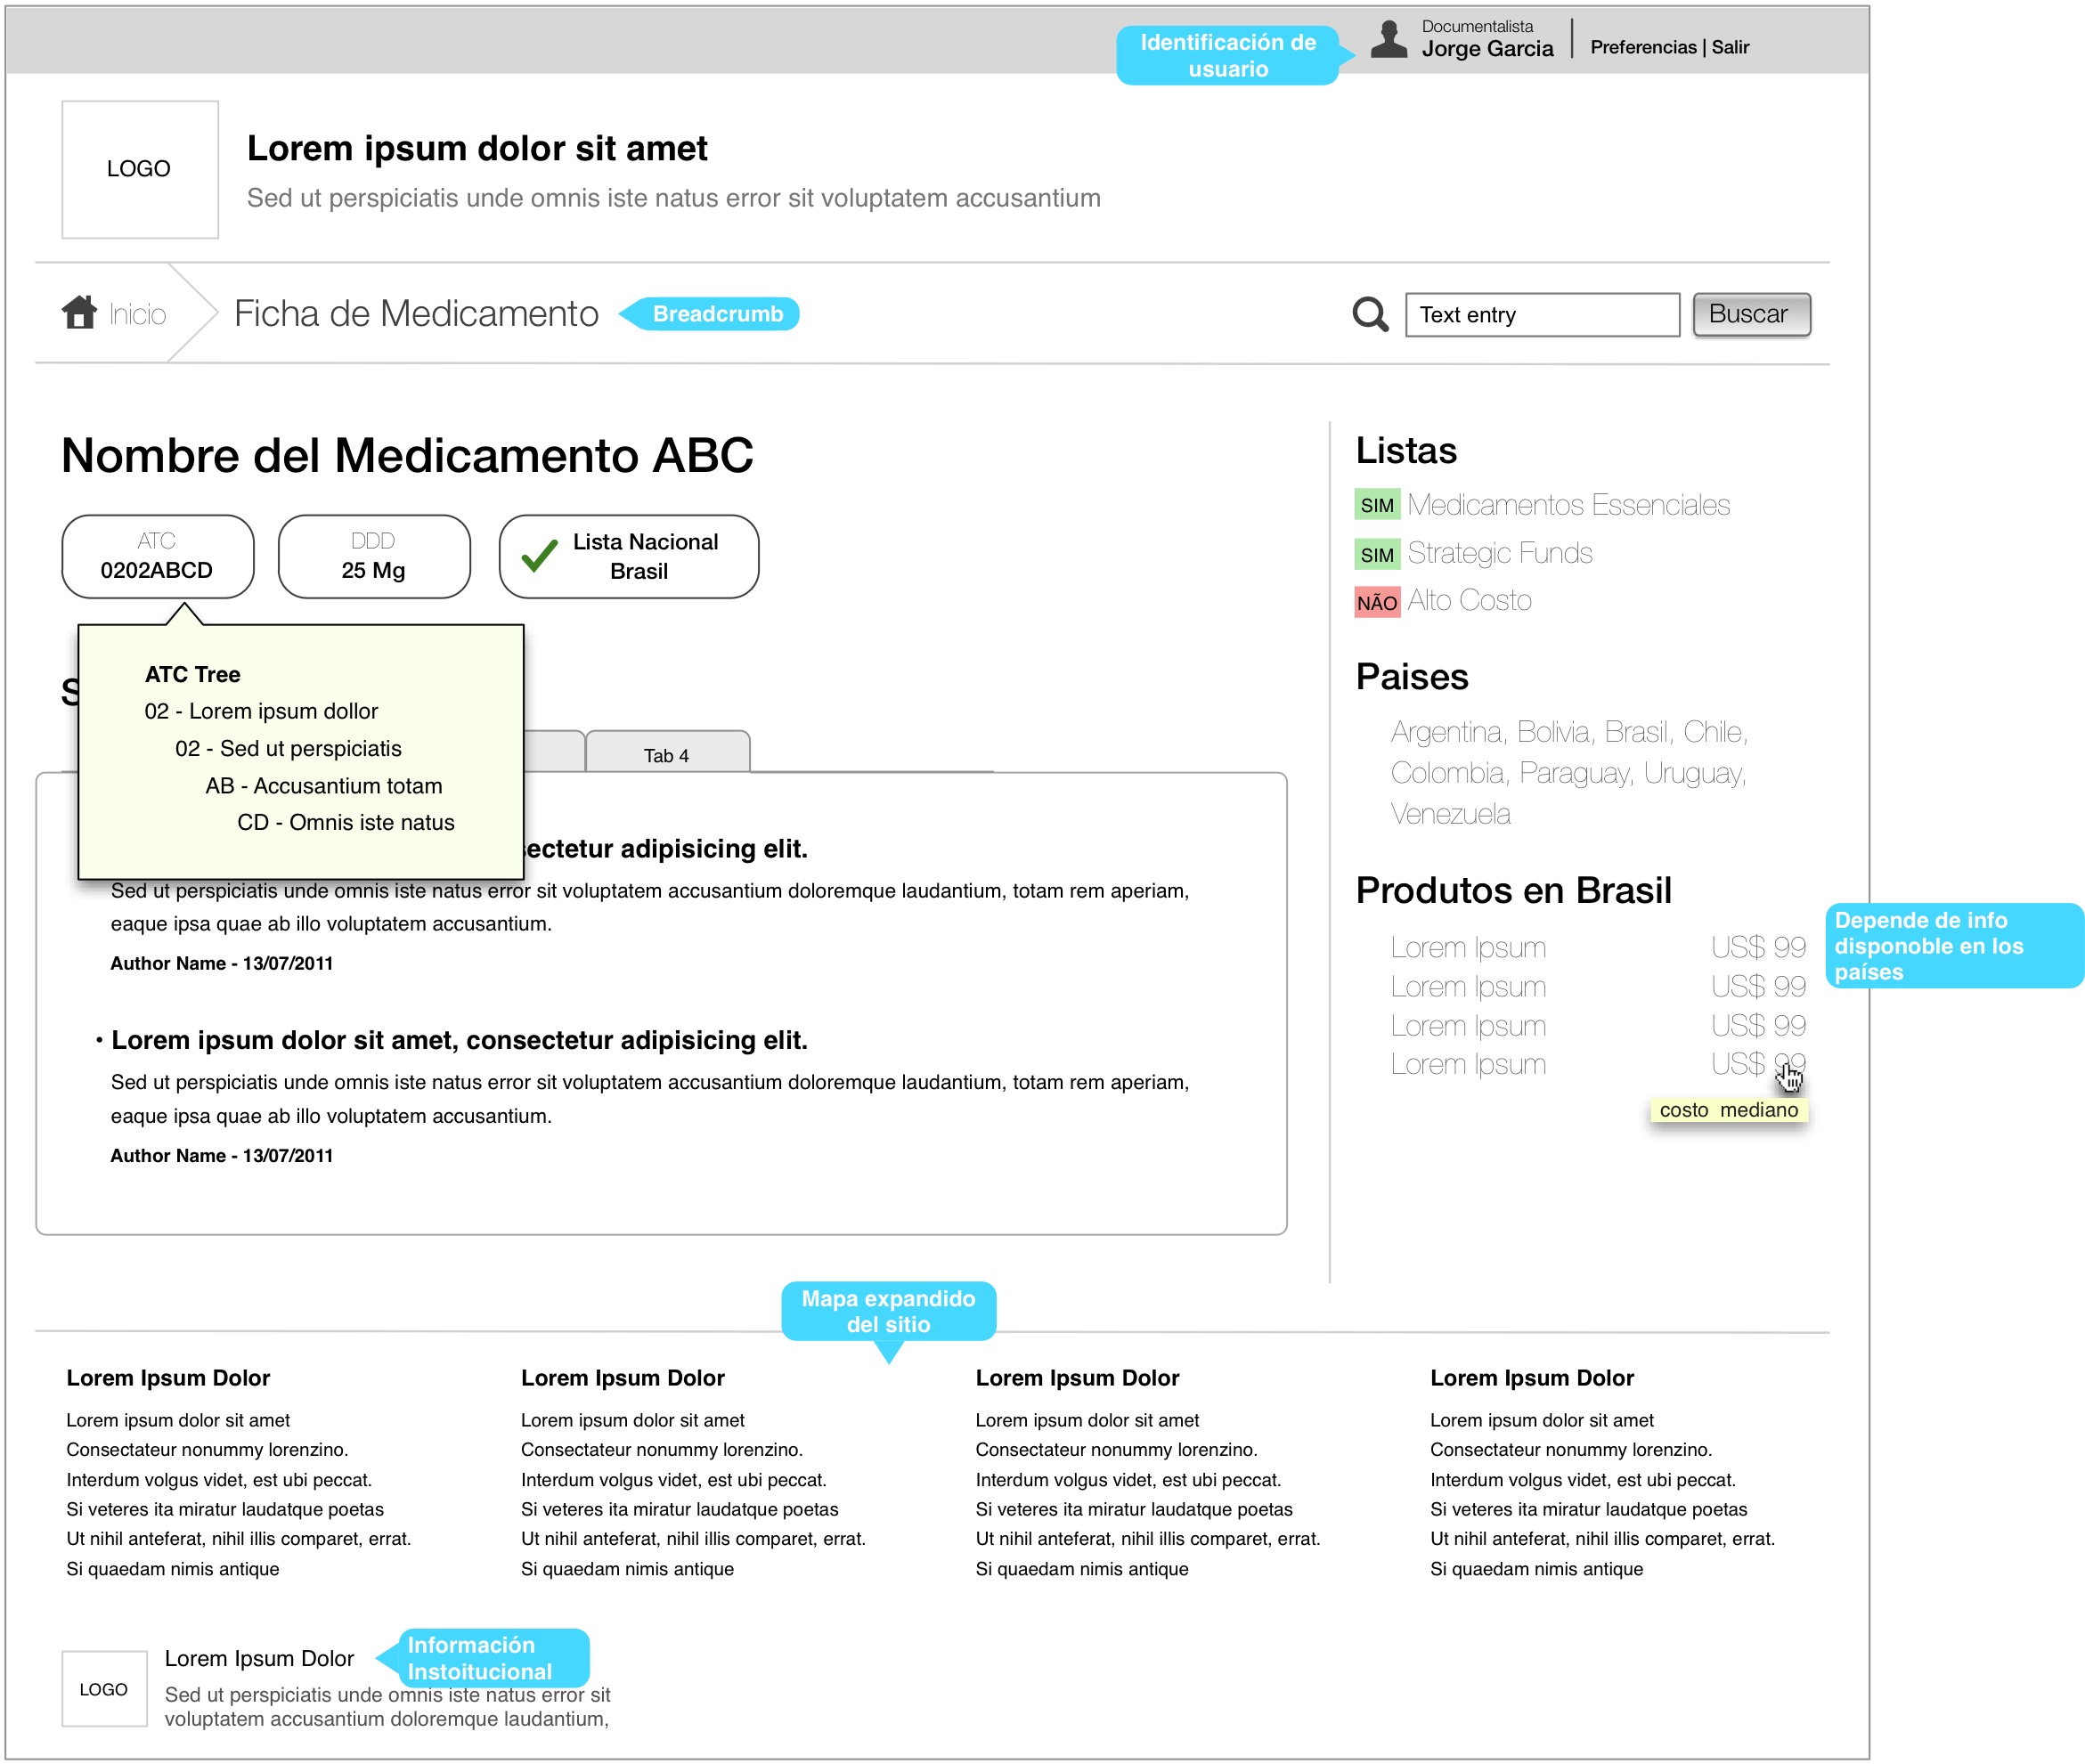 Identificación de
usuario
Documentalista
Jorge Garcia
Preferencias | Salir
LOGO
Lorem ipsum dolor sit amet
Sed ut perspiciatis unde omnis iste natus error sit voluptatem accusantium
Inicio
Ficha de Medicamento
Breadcrumb
Text entry
Buscar
Nombre del Medicamento ABC
ATC
0202ABCD
DDD
25 Mg
Lista Nacional
Brasil
ATC Tree
02 - Lorem ipsum dollor
02 - Sed ut perspiciatis
AB - Accusantium totam
CD - Omnis iste natus
Tab 4
adipisicing elit.
Sed ut perspiciatis unde omnis iste natus error sit voluptatem accusantium doloremque laudantium, totam rem aperiam,
eaque ipsa quae ab illo voluptatem accusantium.
Author Name - 13/07/2011
• Lorem ipsum dolor sit amet, consectetur adipisicing elit.
Sed ut perspiciatis unde omnis iste natus error sit voluptatem accusantium doloremque laudantium, totam rem aperiam,
eaque ipsa quae ab illo voluptatem accusantium.
Author Name - 13/07/2011
Listas
SIM Medicamentos Essenciales
SIM Strategic Funds
NÃO Alto Costo
Paises
Argentina, Bolivia, Brasil, Chile,
Colombia, Paraguay, Uruguay,
Venezuela
Produtos en Brasil
Lorem Ipsum US$ 99
Lorem Ipsum US$ 99
Lorem Ipsum US$ 99
Lorem Ipsum US$ 99
costo mediano
Depende de info
disponoble en los
países
Mapa expandido
del sitio
Lorem Ipsum Dolor
Lorem ipsum dolor sit amet
Consectateur nonummy lorenzino.
Interdum volgus videt, est ubi peccat.
Si veteres ita miratur laudatque poetas
Ut nihil anteferat, nihil illis comparet, errat.
Si quaedam nimis antique
Lorem Ipsum Dolor
Lorem ipsum dolor sit amet
Consectateur nonummy lorenzino.
Interdum volgus videt, est ubi peccat.
Si veteres ita miratur laudatque poetas
Ut nihil anteferat, nihil illis comparet, errat.
Si quaedam nimis antique
Lorem Ipsum Dolor
Lorem ipsum dolor sit amet
Consectateur nonummy lorenzino.
Interdum volgus videt, est ubi peccat.
Si veteres ita miratur laudatque poetas
Ut nihil anteferat, nihil illis comparet, errat.
Si quaedam nimis antique
Lorem Ipsum Dolor
Lorem ipsum dolor sit amet
Consectateur nonummy lorenzino.
Interdum volgus videt, est ubi peccat.
Si veteres ita miratur laudatque poetas
Ut nihil anteferat, nihil illis comparet, errat.
Si quaedam nimis antique
LOGO
Lorem Ipsum Dolor
Información
Instoitucional
Sed ut perspiciatis unde omnis iste natus error sit
voluptatem accusantium doloremque laudantium,